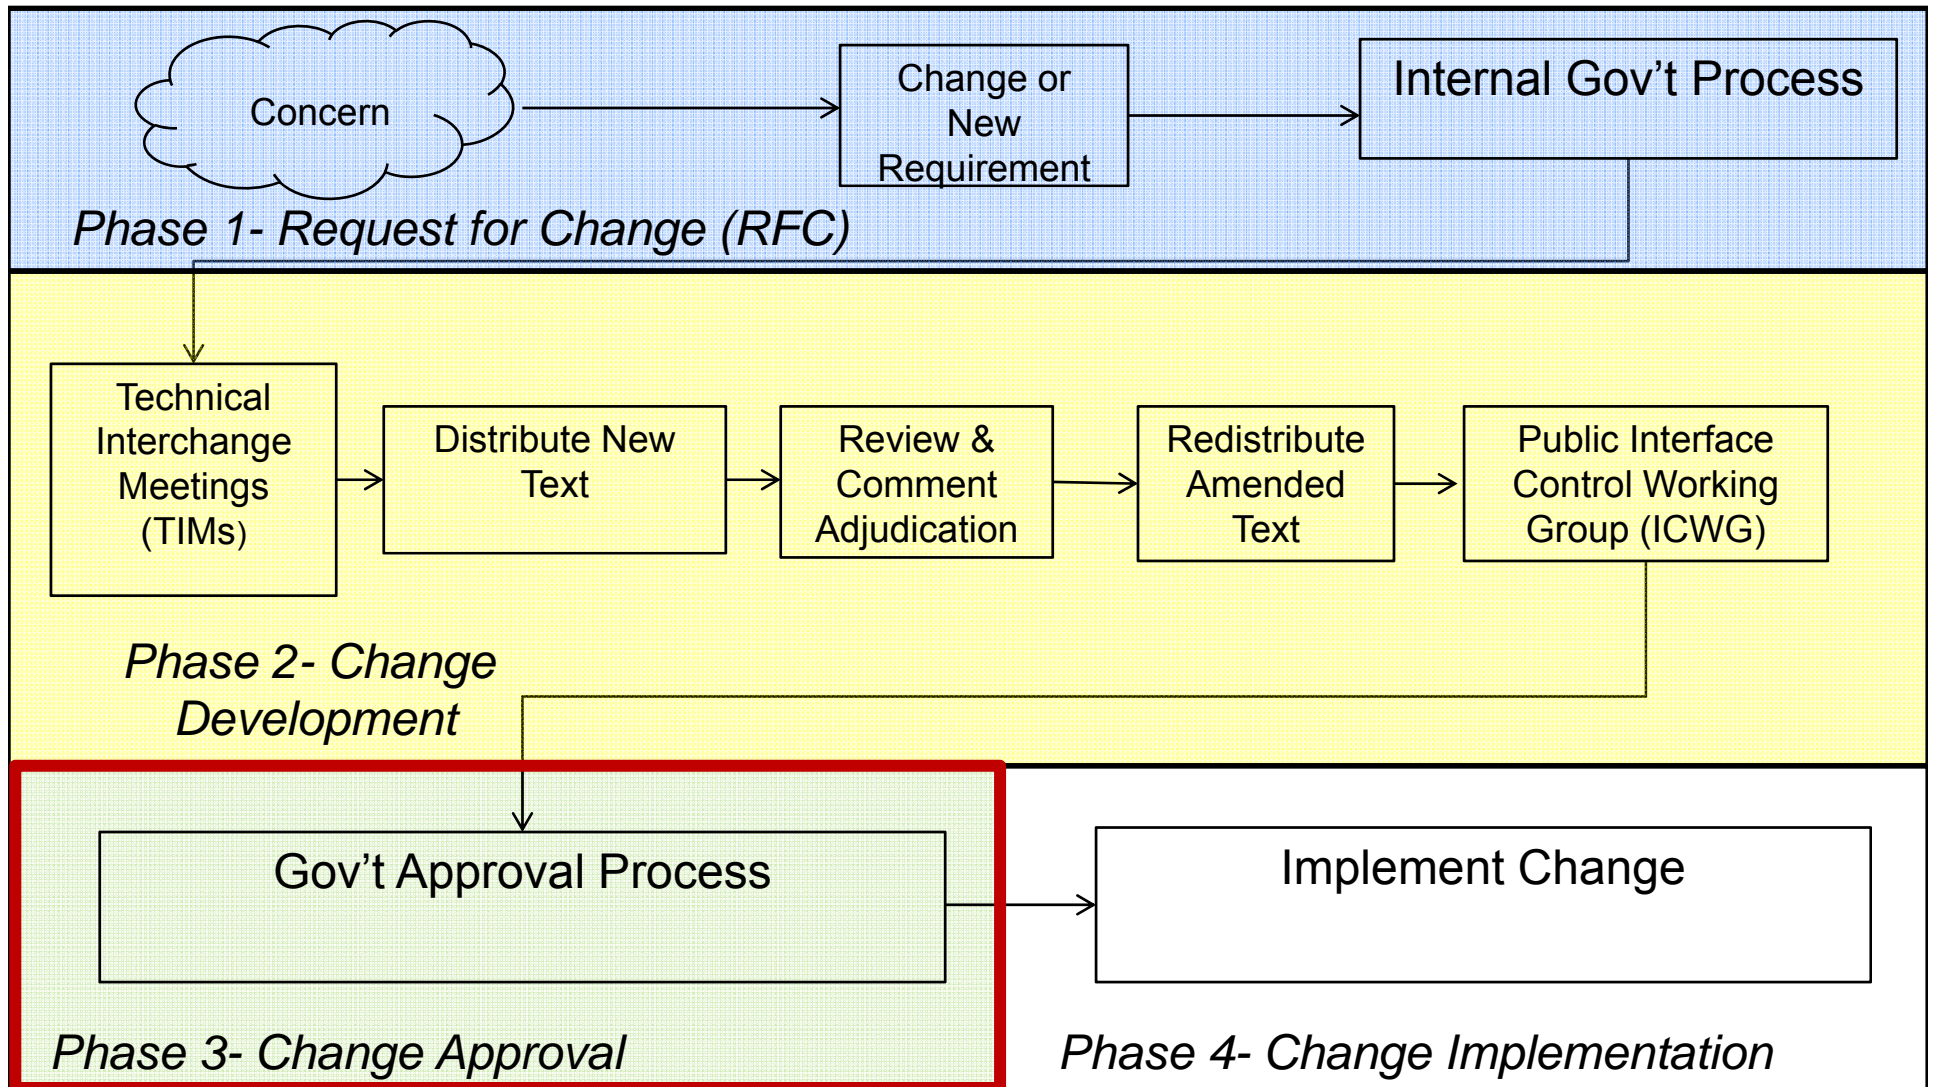 Concern
Change or
New
Requirement
Internal Gov’t Process
Phase 1- Request for Change (RFC)
Technical
Interchange
Meetings
(TIMs)
Distribute New
Text
Review &
Comment
Adjudication
Redistribute
Amended
Text
Public Interface
Control Working
Group (ICWG)
Phase 2- Change
Development
Gov’t Approval Process
Implement Change
Phase 3- Change Approval
Phase 4- Change Implementation